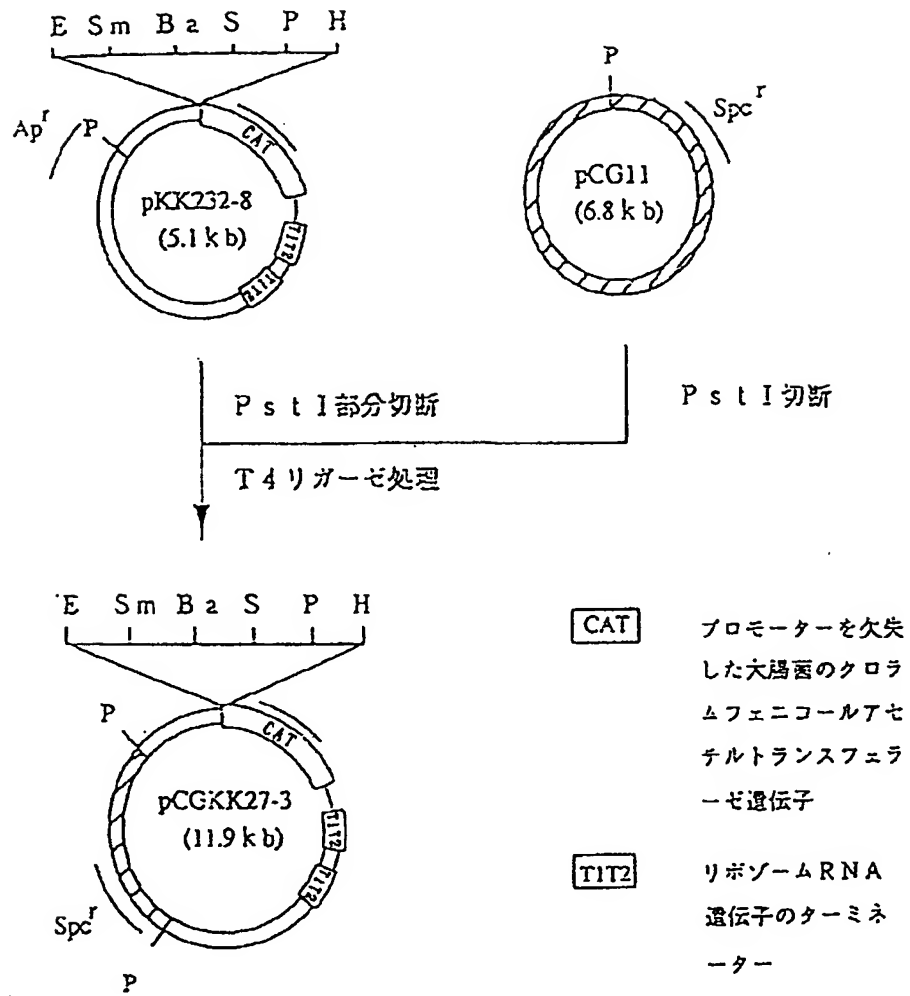 E Sm Ba S P H
Ap^r
P
CAT
pKK232-8
(5.1 kb)
T1T2
T1T2
P
Spc^r
pCG11
(6.8 kb)
PstI部分切断
PstI切断
T4リガーゼ処理
E Sm Ba S P H
P
CAT
pCGKK27-3
(11.9 kb)
T1T2
T1T2
Spc^r
P
CAT
プロモーターを欠失
した大腸菌のクロラ
ムフェニコールアセ
チルトランスフェラ
ーゼ遺伝子
T1T2
リボゾームRNA
遺伝子のターミネ
ーター